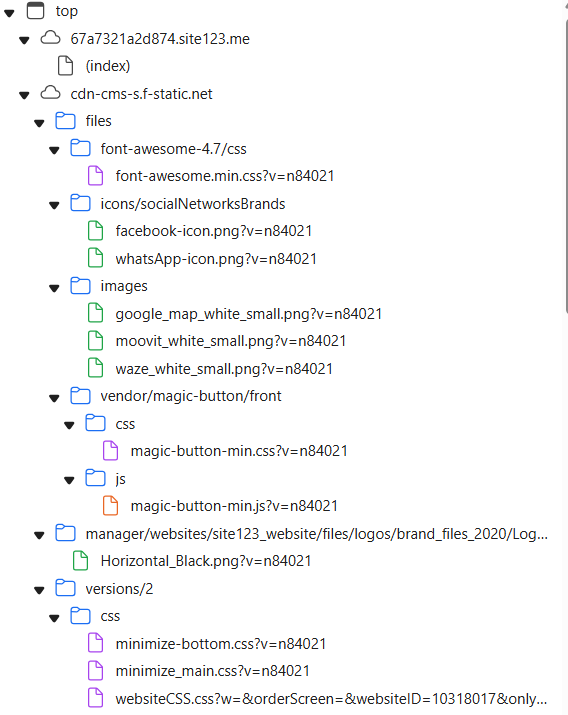 top
67a7321a2d874.site123.me
(index)
cdn-cms-s.f-static.net
files
font-awesome-4.7/css
font-awesome.min.css?v=n84021
icons/socialNetworksBrands
facebook-icon.png?v=n84021
whatsApp-icon.png?v=n84021
images
google_map_white_small.png?v=n84021
moovit_white_small.png?v=n84021
waze_white_small.png?v=n84021
vendor/magic-button/front
css
magic-button-min.css?v=n84021
js
magic-button-min.js?v=n84021
manager/websites/site123_website/files/logos/brand_files_2020/Log...
Horizontal_Black.png?v=n84021
versions/2
css
minimize-bottom.css?v=n84021
minimize_main.css?v=n84021
websiteCSS.css?w=&orderScreen=&websiteID=10318017&only...